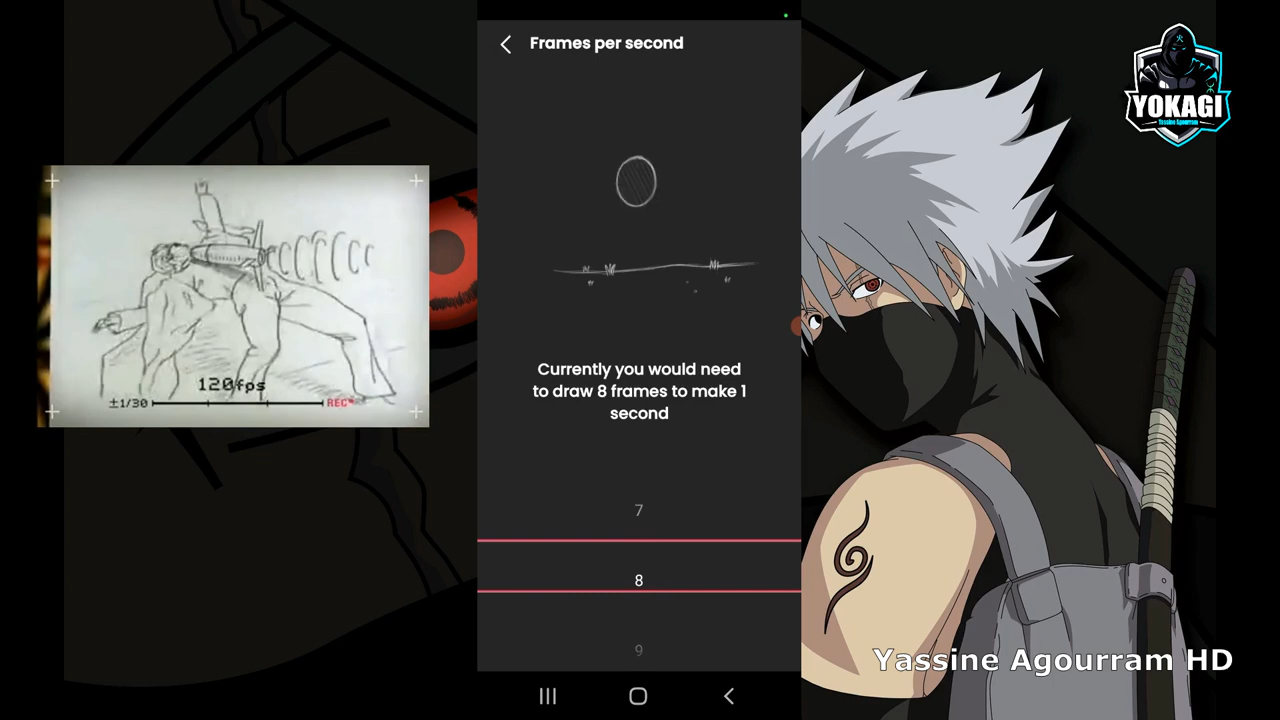 Frames per second
YOKAGI
Yassine Agourram
Currently you would need
to draw 8 frames to make 1
second
120fps
±1/30
REC
7
8
9
Yassine Agourram HD